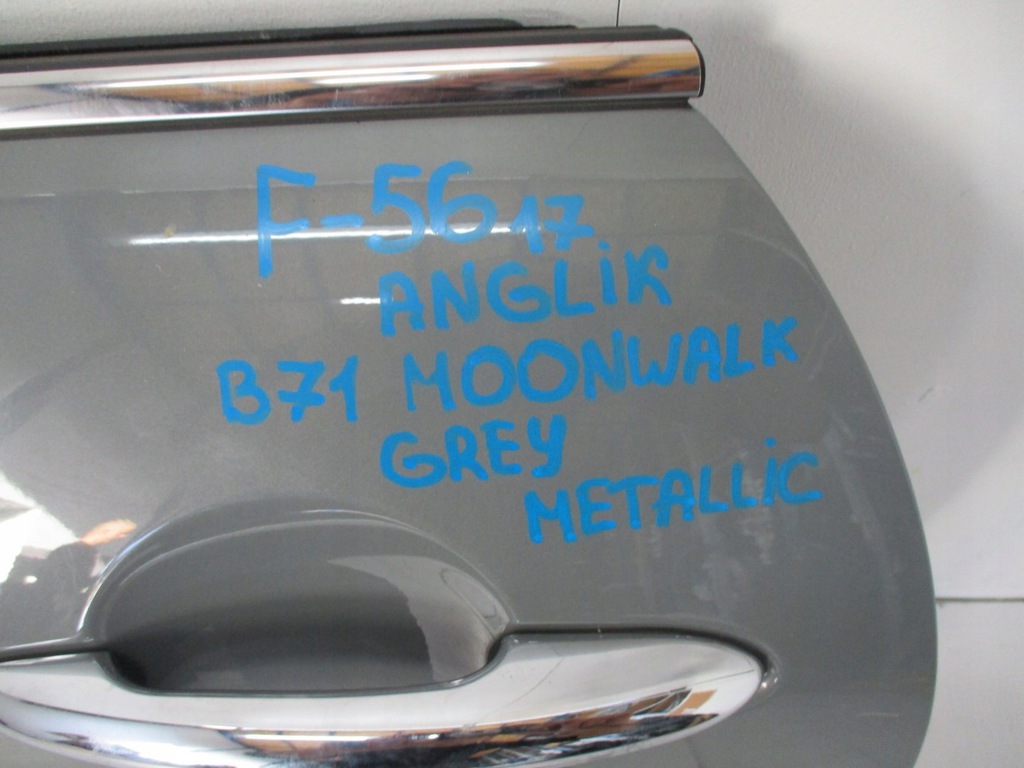 F-56 17
ANGLiK
B71 MOONWALK
GREY
METALLiC